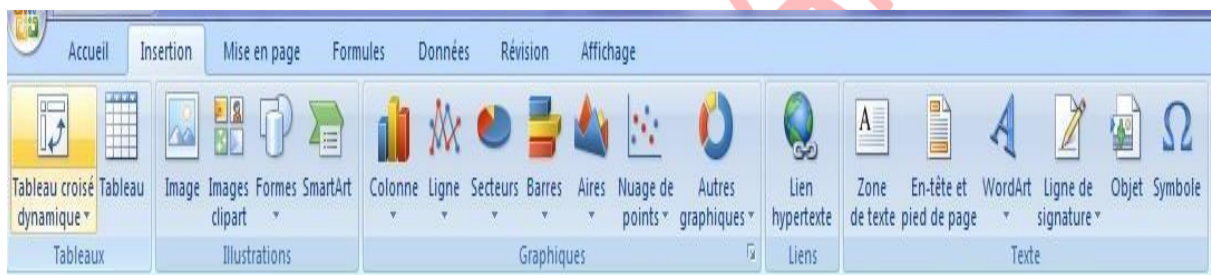 Accueil Insertion Mise en page Formules Données Révision Affichage
Tableau croisé dynamique Tableau
Tableaux
Image Images clipart Formes SmartArt
Illustrations
Colonne Ligne Secteurs Barres Aires Nuage de points Autres graphiques
Graphiques
Lien hypertexte
Liens
A
Zone de texte En-tête et pied de page WordArt Ligne de signature Objet Symbole
Texte